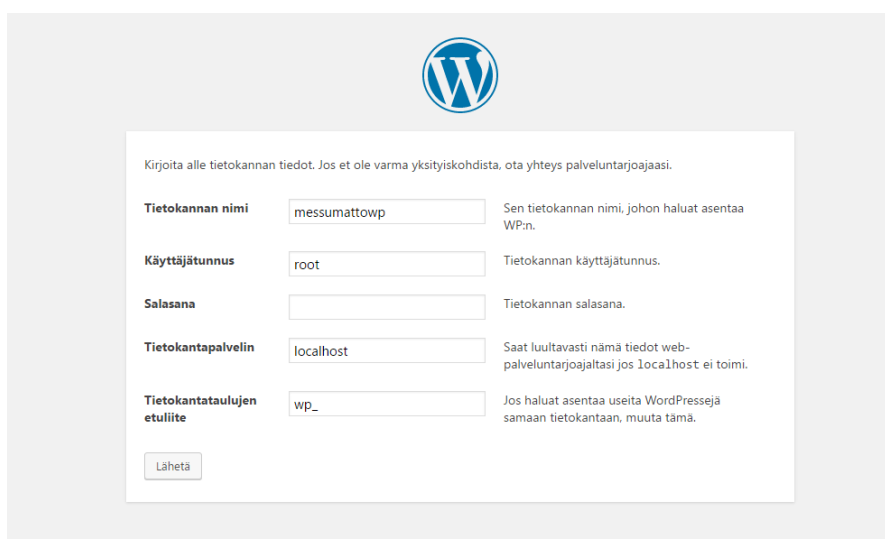 Kirjoita alle tietokannan tiedot. Jos et ole varma yksityiskohdista, ota yhteys palveluntarjoajaasi.
Tietokannan nimi
messumattowp
Sen tietokannan nimi, johon haluat asentaa
WP:n.
Käyttäjätunnus
root
Tietokannan käyttäjätunnus.
Salasana
Tietokannan salasana.
Tietokantapalvelin
localhost
Saat luultavasti nämä tiedot web-
palveluntarjoajaltasi jos localhost ei toimi.
Tietokantataulujen
etuliite
wp_
Jos haluat asentaa useita WordPressejä
samaan tietokantaan, muuta tämä.
Lähetä